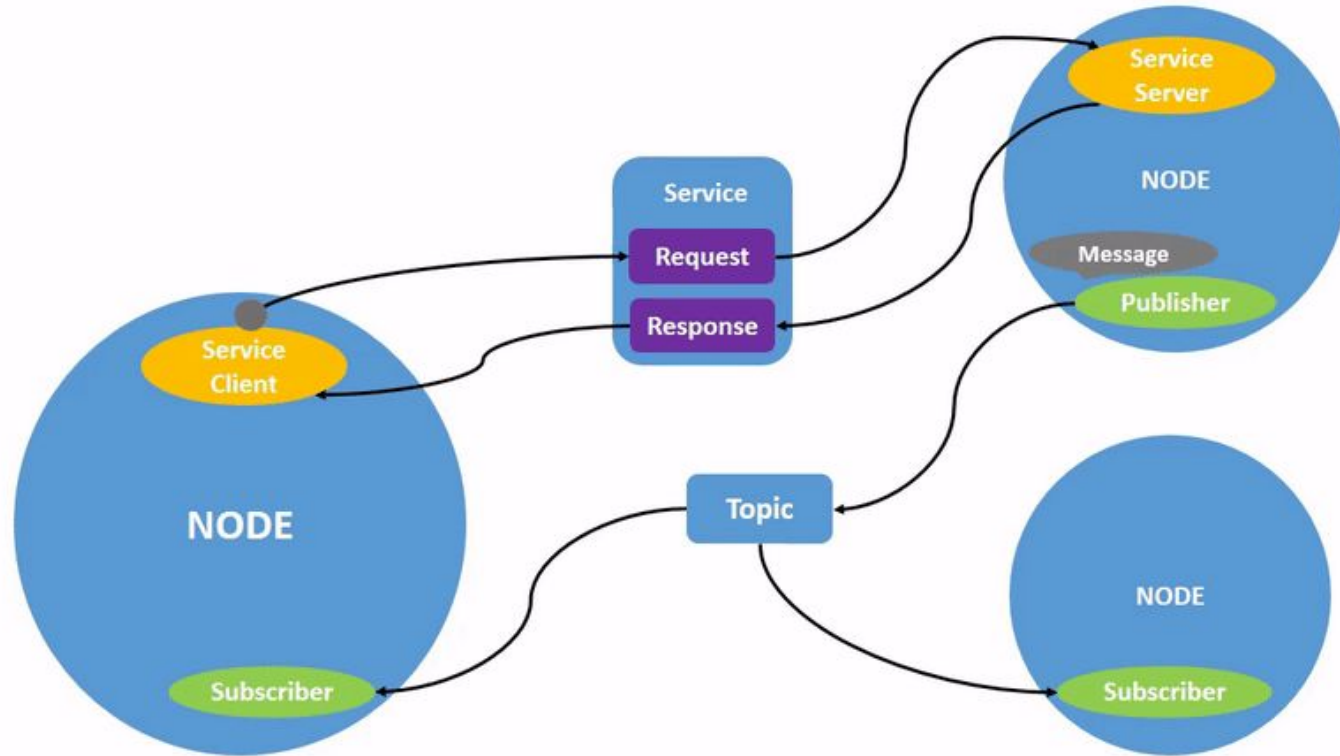 Service
Server
NODE
Message
Publisher
Service
Request
Response
Service
Client
NODE
Subscriber
Topic
NODE
Subscriber